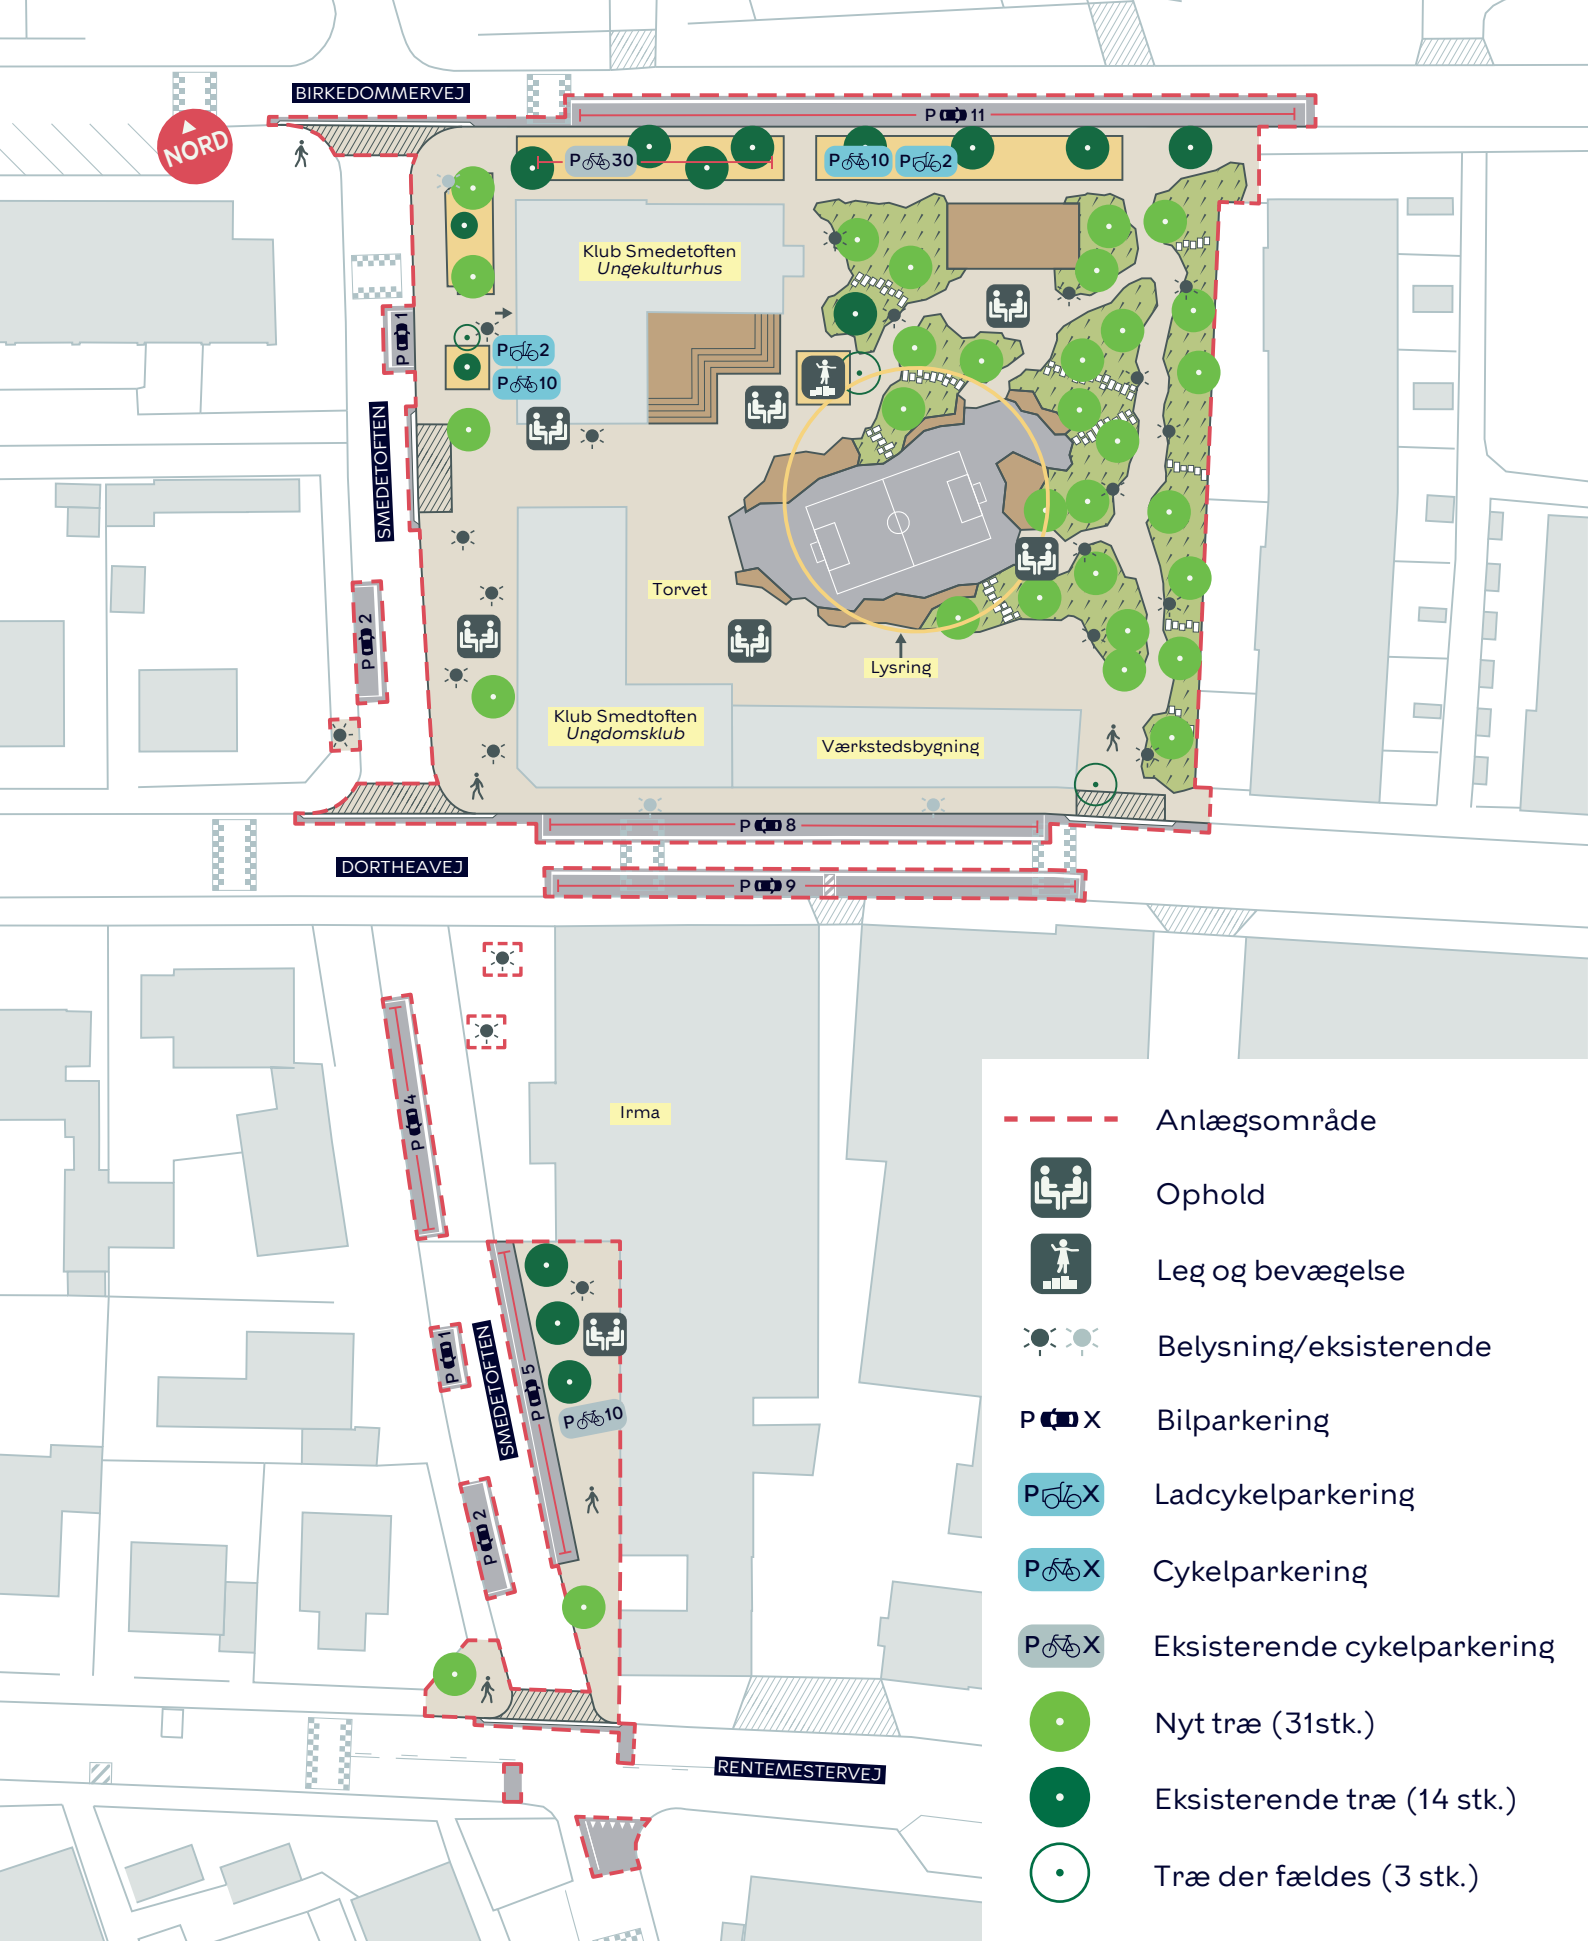 BIRKEDOMMERVEJ
NORD
P 11
P 30
P 10
P 2
Klub Smedetoften
Ungekulturhus
P 1
P 2
P 10
SMEDETOFTEN
Torvet
P 2
Lysring
Klub Smedtoften
Ungdomsklub
Værkstedsbygning
P 8
DORTHEAVEJ
P 9
P 4
Irma
P 1
SMEDETOFTEN
P 5
P 10
P 2
RENTEMESTERVEJ
Anlægsområde
Ophold
Leg og bevægelse
Belysning/eksisterende
P X Bilparkering
P X Ladcykelparkering
P X Cykelparkering
P X Eksisterende cykelparkering
Nyt træ (31stk.)
Eksisterende træ (14 stk.)
Træ der fældes (3 stk.)